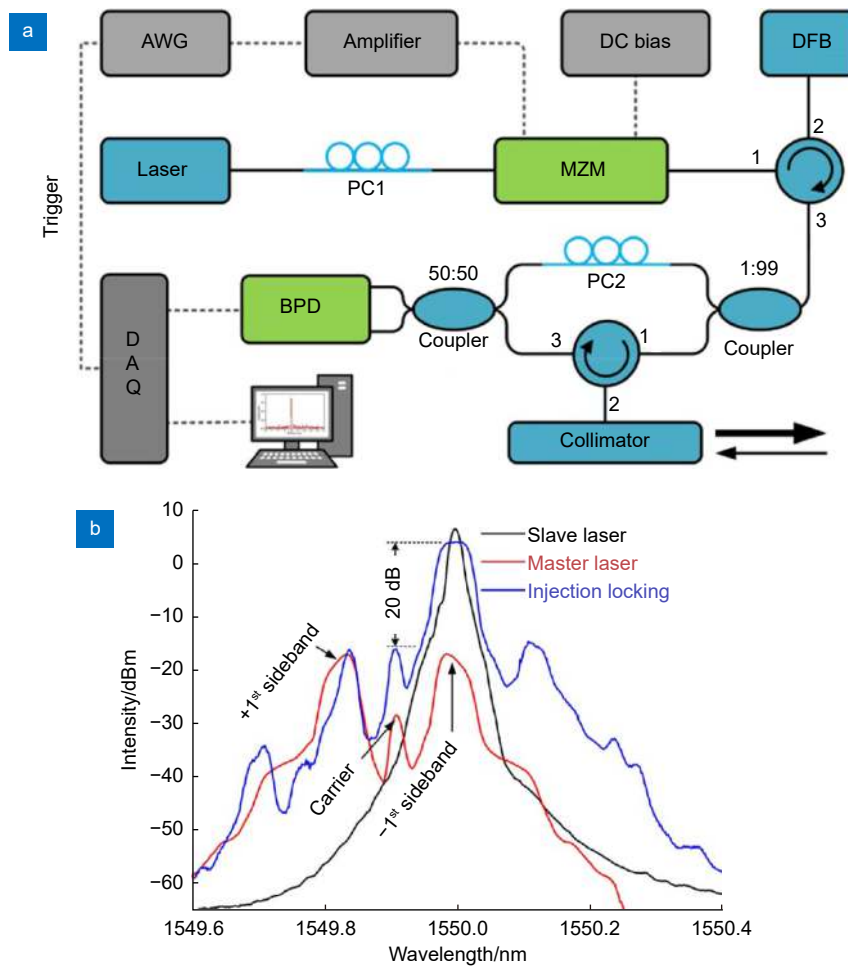 a
AWG
Amplifier
DC bias
DFB
2
Laser
PC1
MZM
1
3
Trigger
50:50
PC2
1:99
BPD
Coupler
3
1
Coupler
D
A
Q
2
Collimator
b
10
0
−10
−20
−30
−40
−50
−60
Intensity/dBm
Slave laser
Master laser
Injection locking
20 dB
+1st sideband
Carrier
−1st sideband
1549.6
1549.8
1550.0
1550.2
1550.4
Wavelength/nm